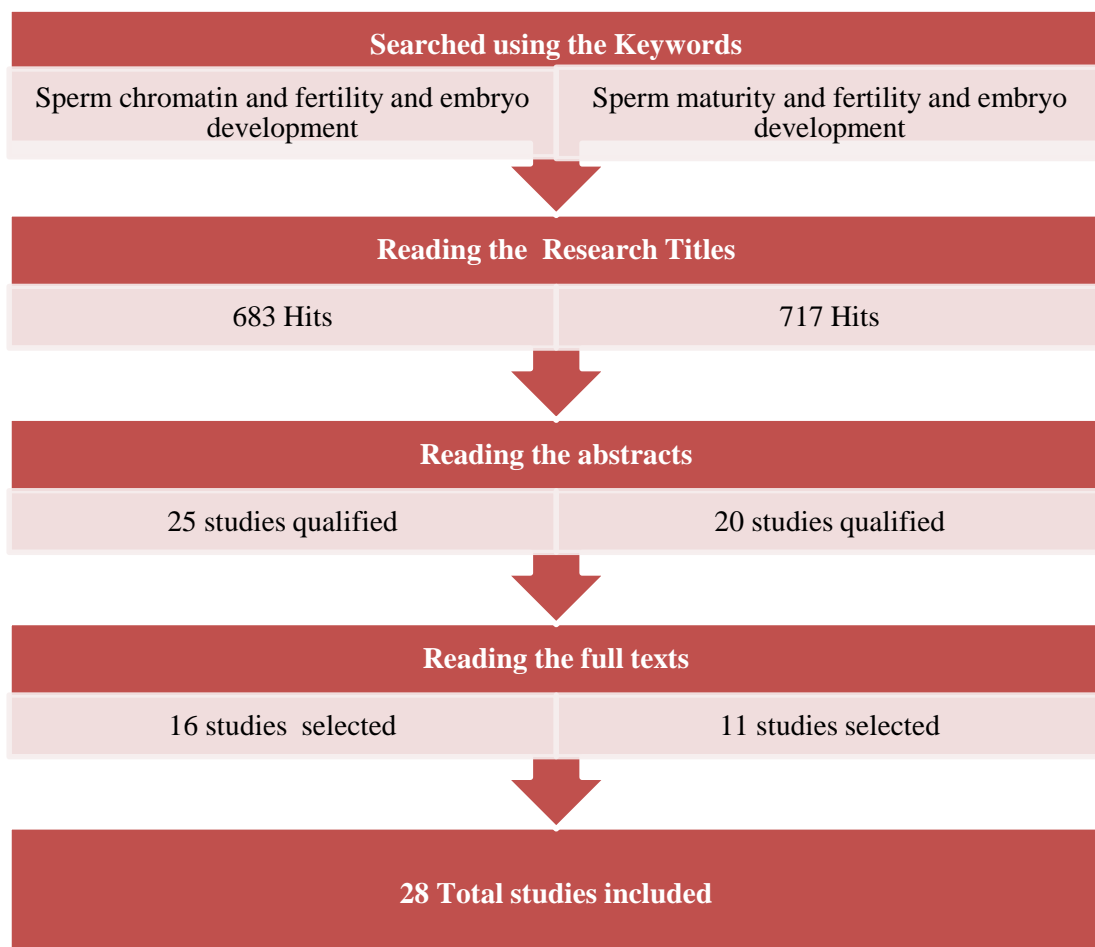 Searched using the Keywords
Sperm chromatin and fertility and embryo
development
Sperm maturity and fertility and embryo
development
Reading the Research Titles
683 Hits
717 Hits
Reading the abstracts
25 studies qualified
20 studies qualified
Reading the full texts
16 studies selected
11 studies selected
28 Total studies included